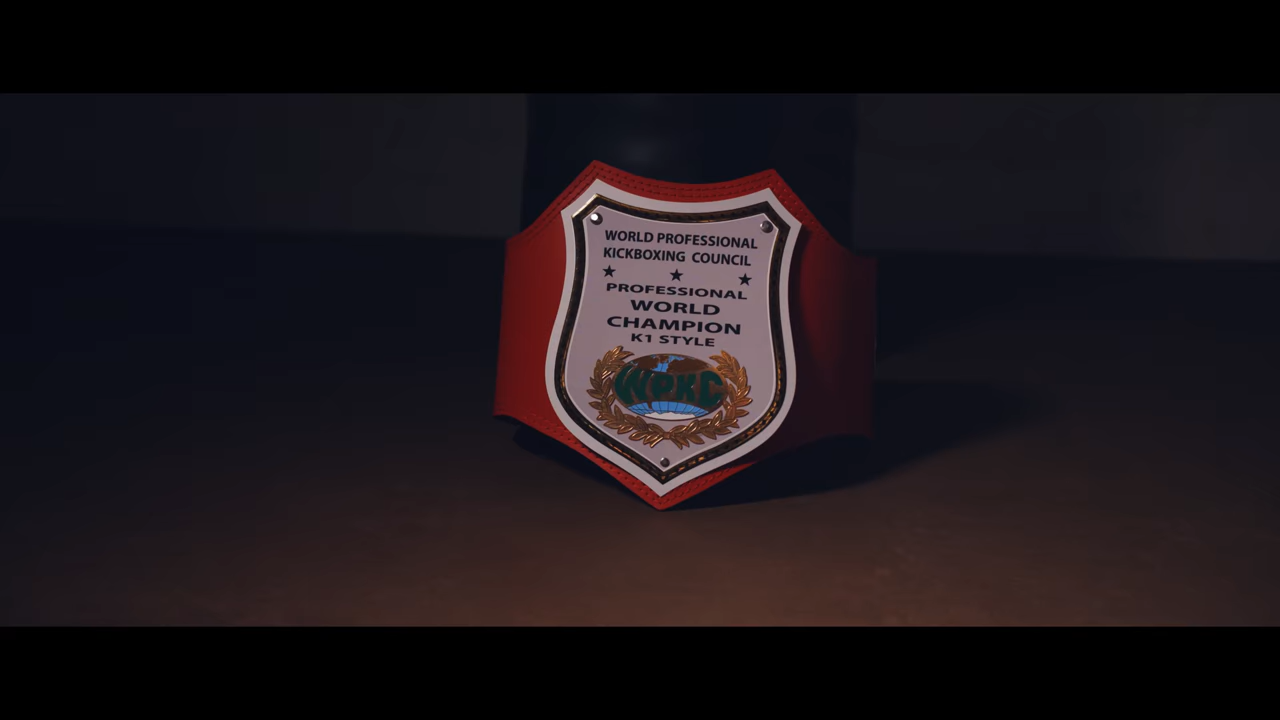 WORLD PROFESSIONAL
KICKBOXING COUNCIL
PROFESSIONAL
WORLD
CHAMPION
K1 STYLE
WPKC